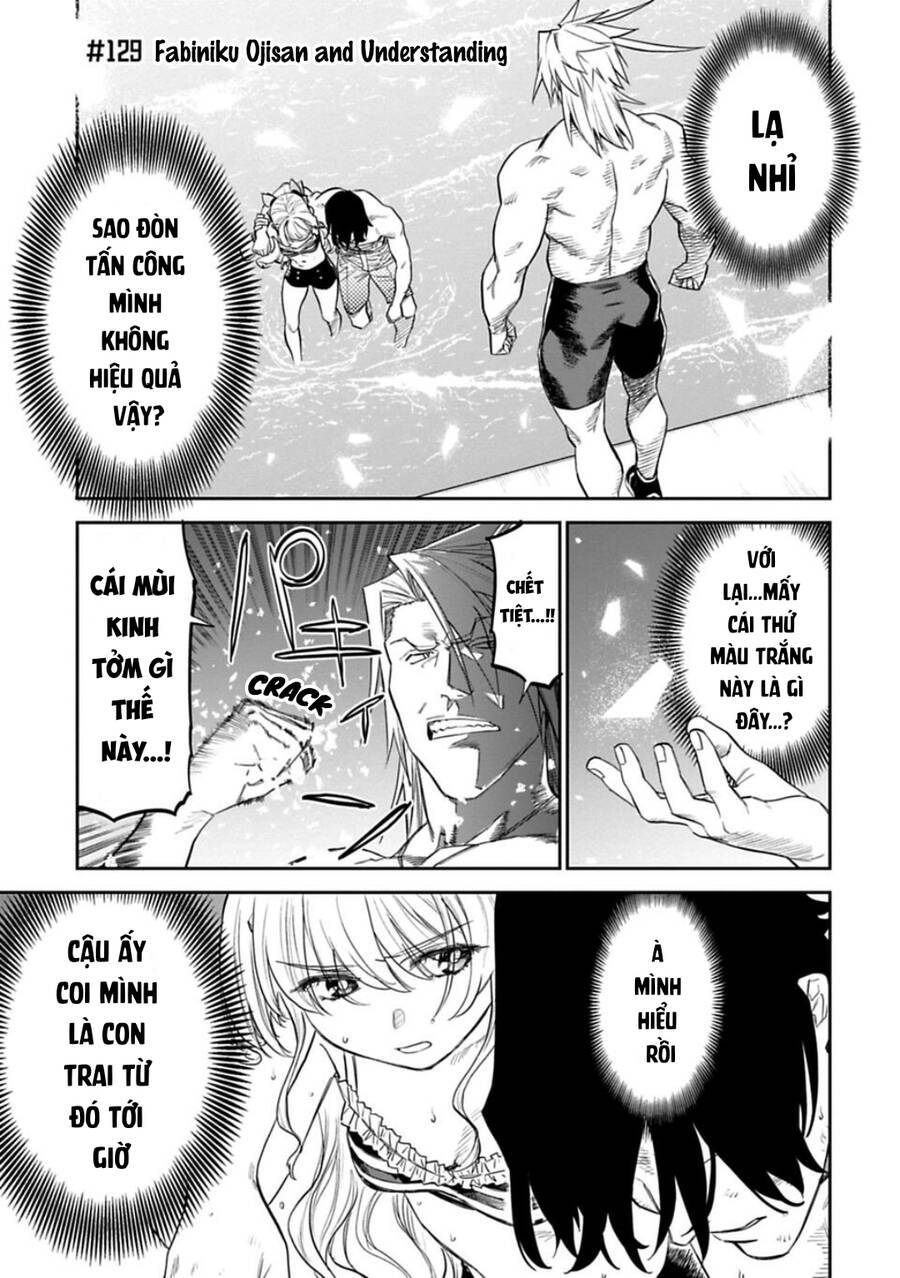 #129 Fabiniku Ojisan and Understanding
LẠ
NHỈ
SAO ĐÒN
TẤN CÔNG
MÌNH
KHÔNG
HIỆU QUẢ
VẬY?
VỚI
LẠI...MẤY
CÁI THỨ
MÀU TRẮNG
NÀY LÀ GÌ
ĐÂY...?
CHẾT
TIỆT...!!
パキ
CRACK
CÁI MÙI
KINH
TỞM GÌ
THẾ
NÀY...!
À
MÌNH
HIỂU
RỒI
CẬU ẤY
COI MÌNH
LÀ CON
TRAI TỪ
ĐÓ TỚI
GIỜ